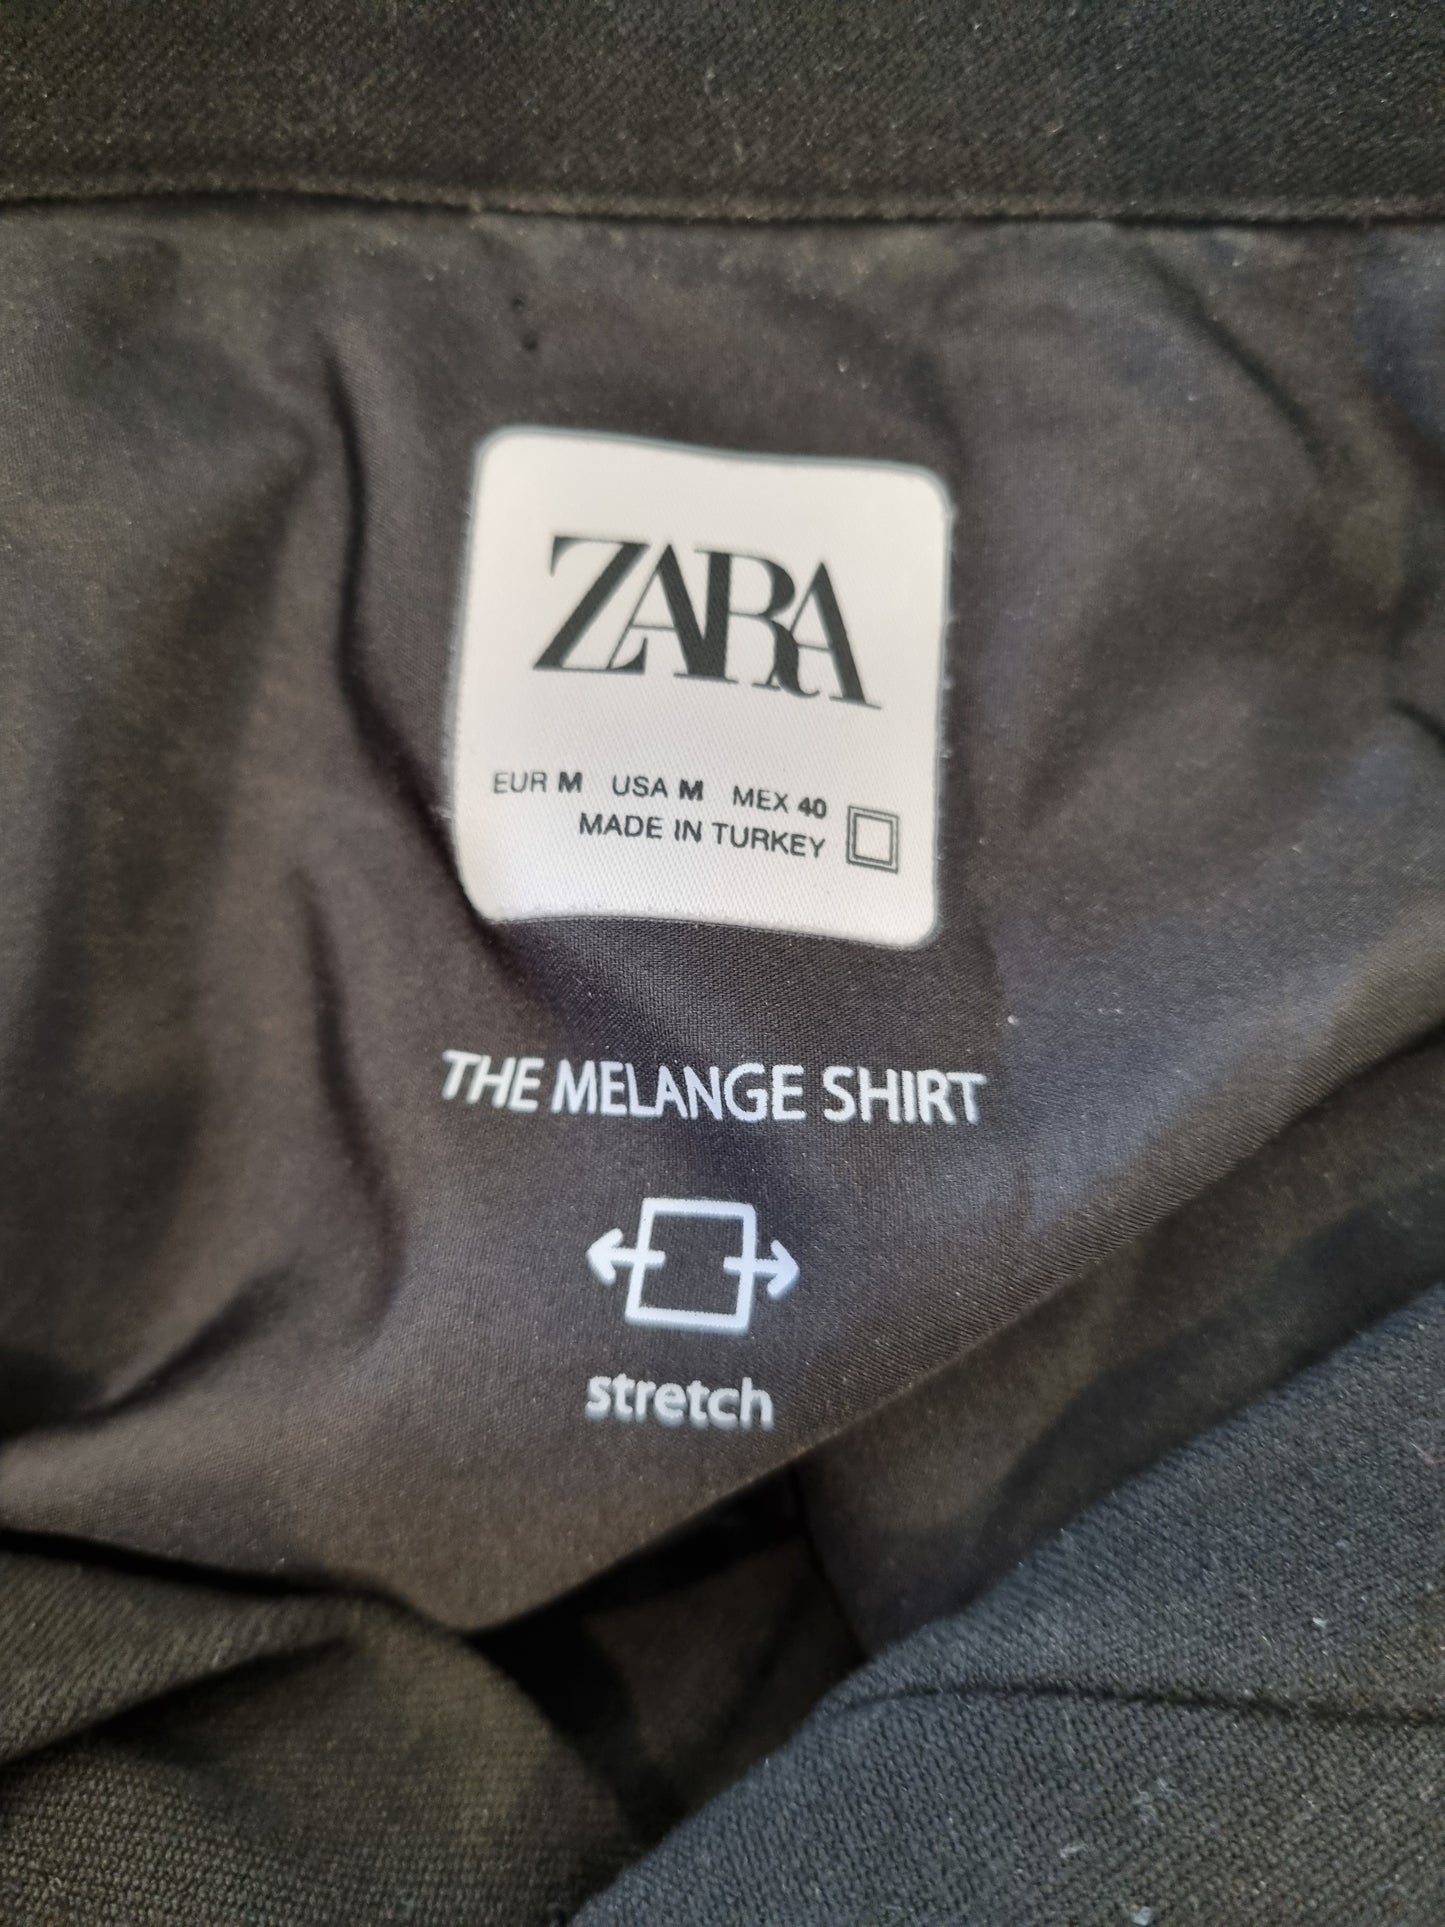 ZARA
EUR M USA M MEX 40
MADE IN TURKEY
THE MELANGE SHIRT
stretch